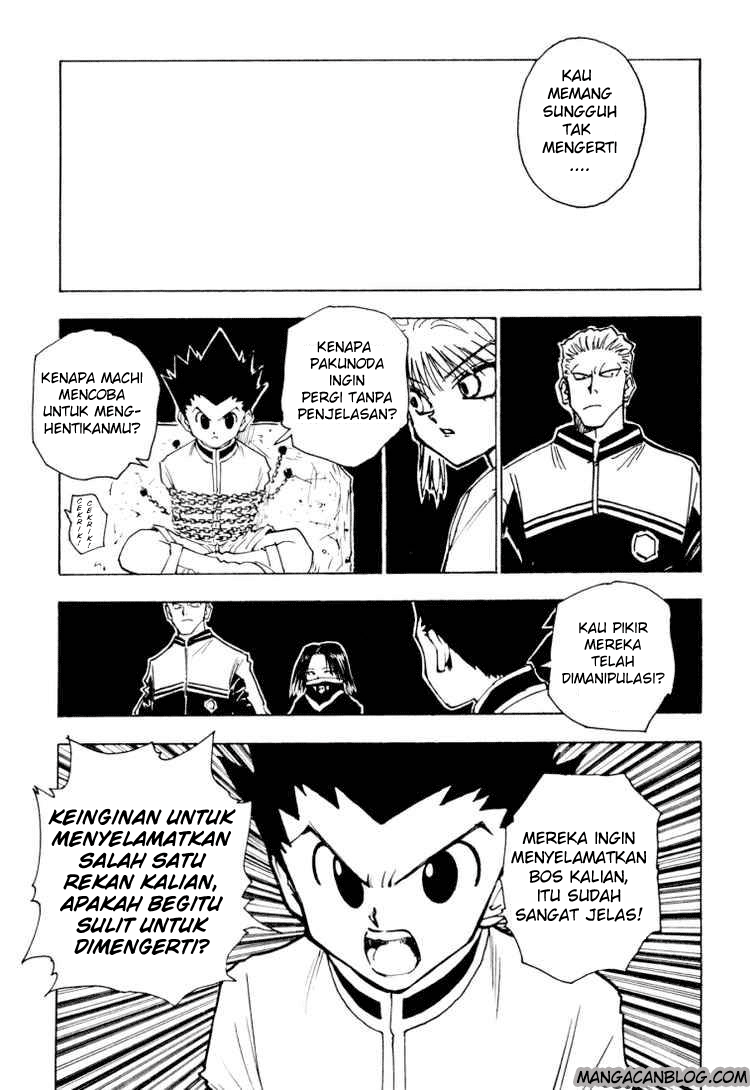 KAU
MEMANG
SUNGGUH
TAK
MENGERTI
....
KENAPA
PAKUNODA
INGIN
PERGI TANPA
PENJELASAN?
KENAPA MACHI
MENCOBA
UNTUK MENG-
HENTIKANMU?
CEKRIK!
CEKRIK!
KAU PIKIR
MEREKA
TELAH
DIMANIPULASI?
KEINGINAN UNTUK
MENYELAMATKAN
SALAH SATU
REKAN KALIAN,
APAKAH BEGITU
SULIT UNTUK
DIMENGERTI?
MEREKA INGIN
MENYELAMATKAN
BOS KALIAN,
ITU SUDAH
SANGAT JELAS!
MANGACANBLOG.COM